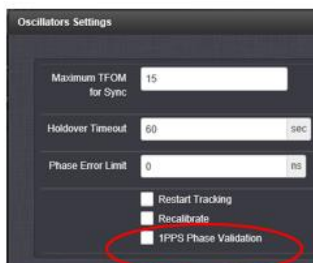 Oscillators Settings
Maximum TFOM
for Sync
15
Holdover Timeout
60
sec
Phase Error Limit
0
ns
Restart Tracking
Recalibrate
1PPS Phase Validation